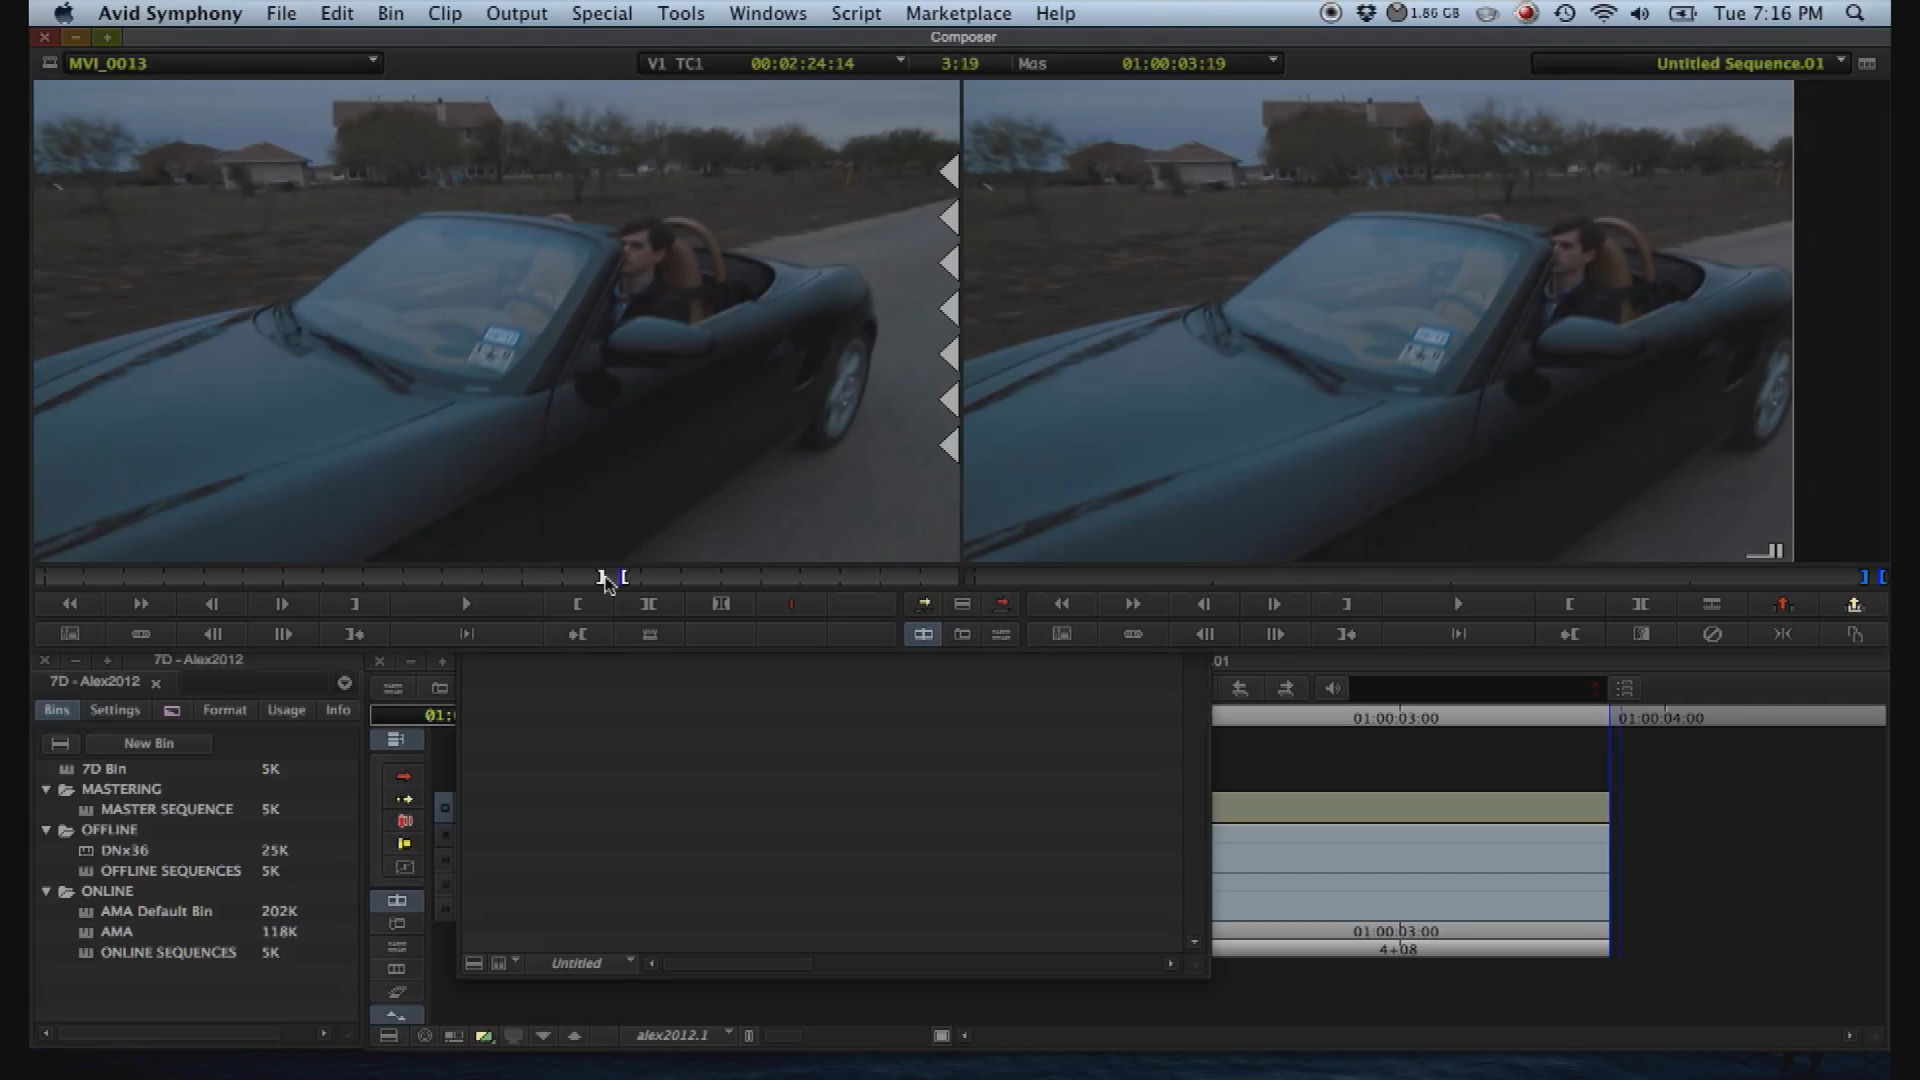 Avid Symphony File Edit Bin Clip Output Special Tools Windows Script Marketplace Help 1.86 GB Tue 7:16 PM
Composer
MVI_0013 V1 TC1 00:02:24:14 3:19 Mas 01:00:03:19 Untitled Sequence.01
7D - Alex2012 .01
7D - Alex2012
Bins Settings Format Usage Info
01:00:03:00 01:00:04:00
New Bin
7D Bin 5K
MASTERING
MASTER SEQUENCE 5K
OFFLINE
DNx36 25K
OFFLINE SEQUENCES 5K
ONLINE
AMA Default Bin 202K
AMA 118K
01:00:03:00
ONLINE SEQUENCES 5K
4+08
Untitled
alex2012.1